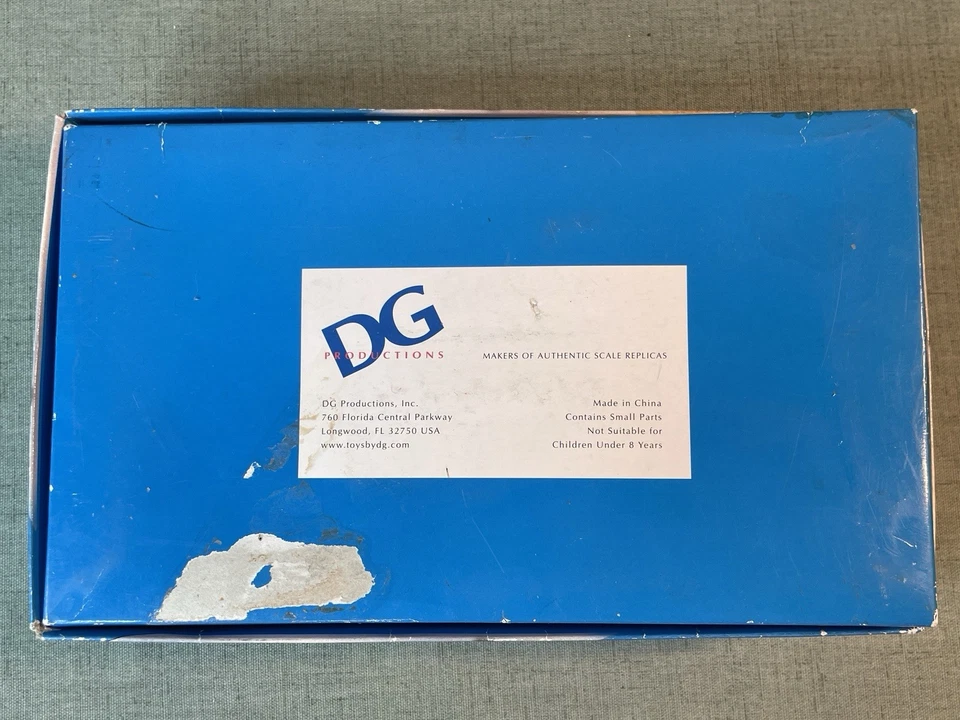 DG
PRODUCTIONS
MAKERS OF AUTHENTIC SCALE REPLICAS
DG Productions, Inc.
760 Florida Central Parkway
Longwood, FL 32750 USA
www.toysbydg.com
Made in China
Contains Small Parts
Not Suitable for
Children Under 8 Years